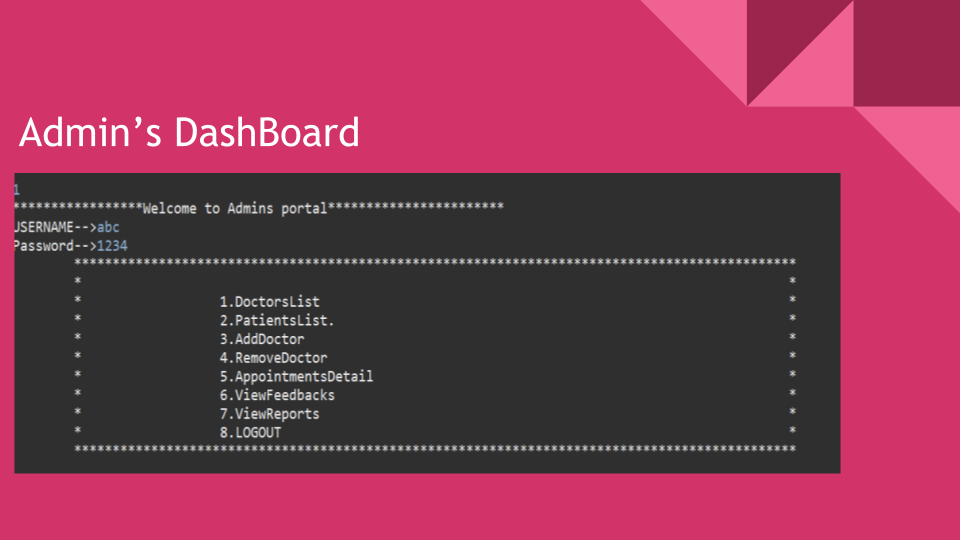 Admin’s DashBoard
1
*****************Welcome to Admins portal***********************
USERNAME-->abc
Password-->1234
**********************************************************************************************
* *
* 1.DoctorsList *
* 2.PatientsList. *
* 3.AddDoctor *
* 4.RemoveDoctor *
* 5.AppointmentsDetail *
* 6.ViewFeedbacks *
* 7.ViewReports *
* 8.LOGOUT *
**********************************************************************************************